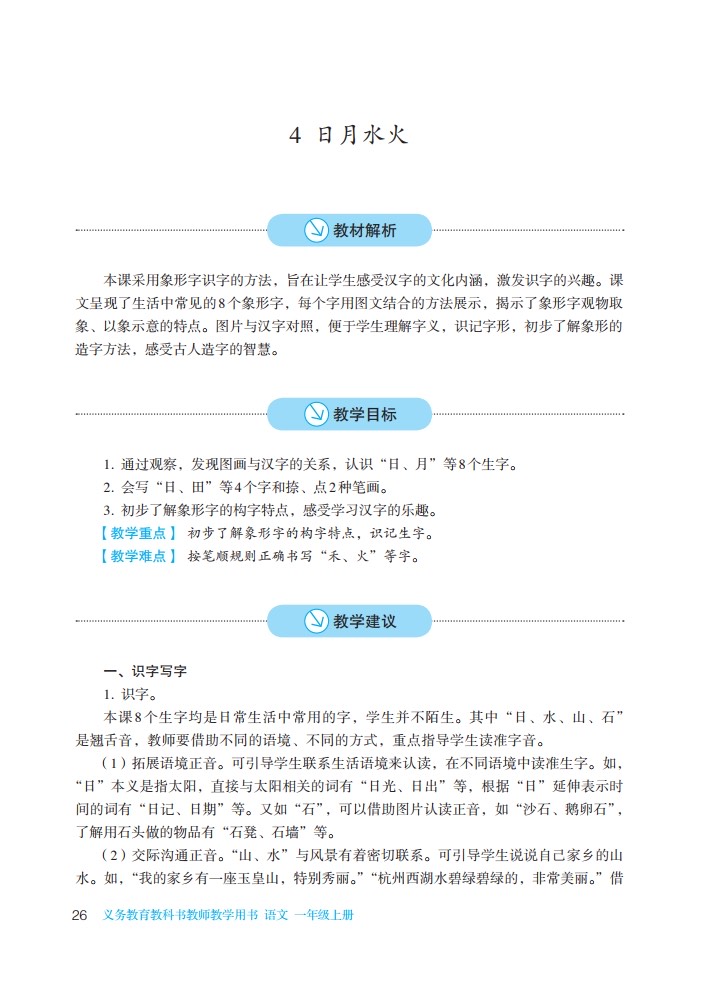 4 日月水火
教材解析
本课采用象形字识字的方法，旨在让学生感受汉字的文化内涵，激发识字的兴趣。课
文呈现了生活中常见的8个象形字，每个字用图文结合的方法展示，揭示了象形字观物取
象、以象示意的特点。图片与汉字对照，便于学生理解字义，识记字形，初步了解象形的
造字方法，感受古人造字的智慧。
教学目标
1. 通过观察，发现图画与汉字的关系，认识“日、月”等8个生字。
2. 会写“日、田”等4个字和捺、点2种笔画。
3. 初步了解象形字的构字特点，感受学习汉字的乐趣。
【教学重点】 初步了解象形字的构字特点，识记生字。
【教学难点】 按笔顺规则正确书写“禾、火”等字。
教学建议
一、识字写字
1. 识字。
本课8个生字均是日常生活中常用的字，学生并不陌生。其中“日、水、山、石”
是翘舌音，教师要借助不同的语境、不同的方式，重点指导学生读准字音。
（1）拓展语境正音。可引导学生联系生活语境来认读，在不同语境中读准生字。如，
“日”本义是指太阳，直接与太阳相关的词有“日光、日出”等，根据“日”延伸表示时
间的词有“日记、日期”等。又如“石”，可以借助图片认读正音，如“沙石、鹅卵石”，
了解用石头做的物品有“石凳、石墙”等。
（2）交际沟通正音。“山、水”与风景有着密切联系。可引导学生说说自己家乡的山
水。如，“我的家乡有一座玉皇山，特别秀丽。”“杭州西湖水碧绿碧绿的，非常美丽。”借
26 义务教育教科书教师教学用书 语文 一年级上册